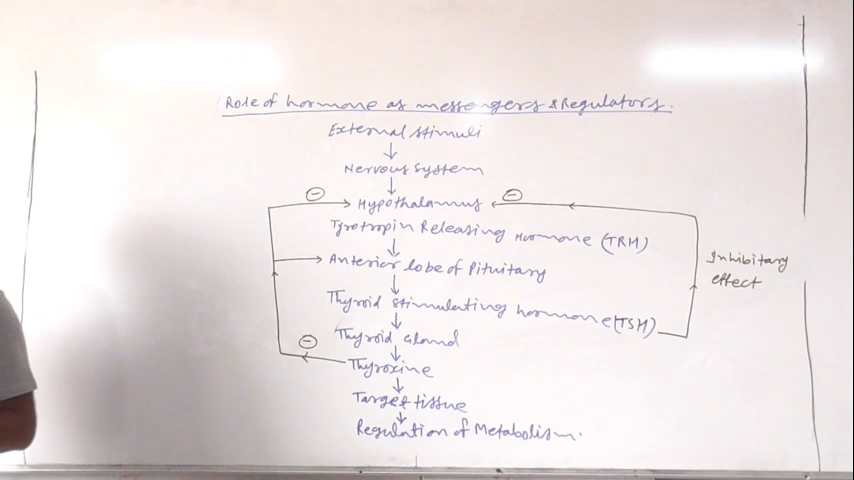 Role of hormone as messengers & Regulators.
External stimuli
↓
Nervous system
↓
⊖ Hypothalamus ⊖
Tyrotropin Releasing Hormone (TRH)
↓
Anterior lobe of Pituitary
↓
Thyroid stimulating hormone (TSH)
↓
Thyroid Gland
↓
⊖ Thyroxine
↓
Target tissue
↓
Regulation of Metabolism.
Inhibitary
effect